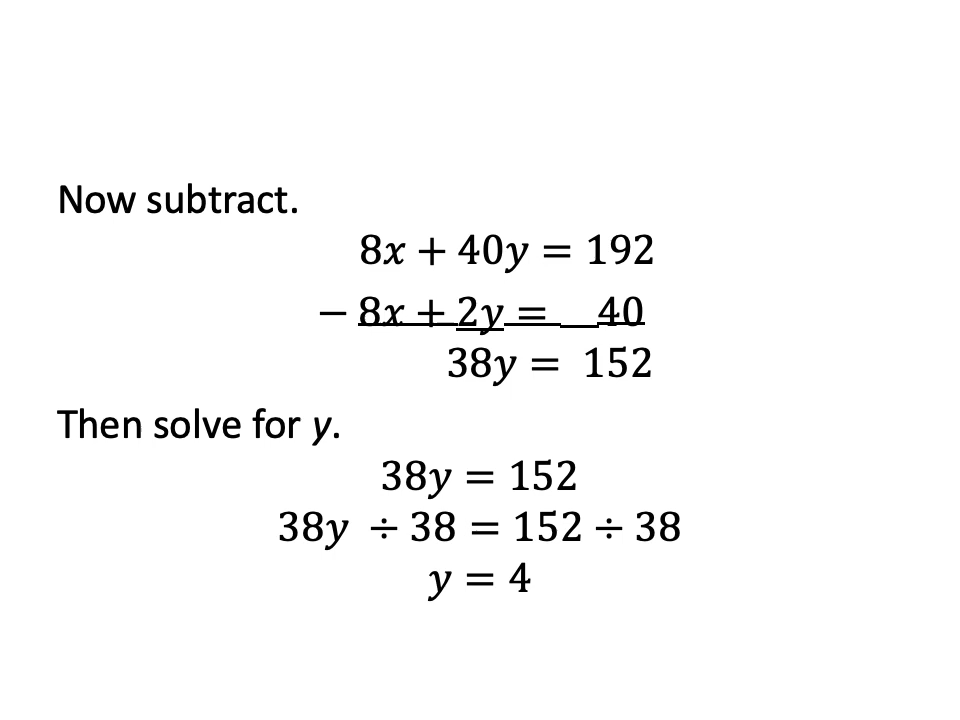 Now subtract.
8x + 40y = 192
− 8x + 2y = 40
38y = 152
Then solve for y.
38y = 152
38y ÷ 38 = 152 ÷ 38
y = 4